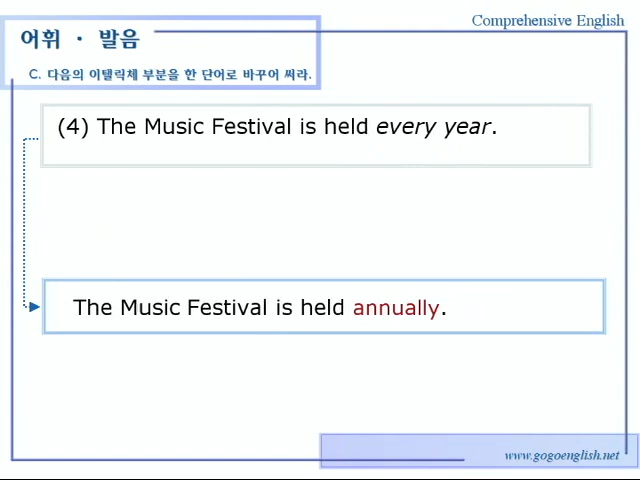 Comprehensive English
어휘 · 발음
C. 다음의 이탤릭체 부분을 한 단어로 바꾸어 써라.
(4) The Music Festival is held every year.
The Music Festival is held annually.
www.gogoenglish.net